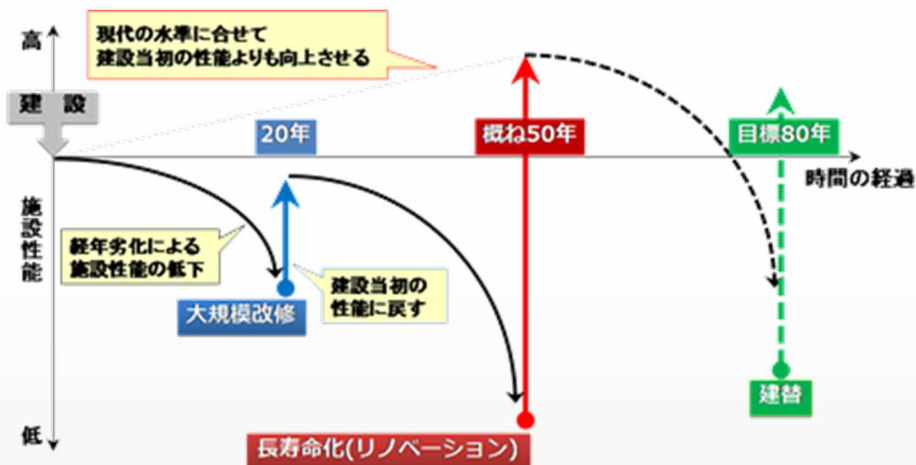 高
現代の水準に合せて
建設当初の性能よりも向上させる
建 設
20年
概ね50年
目標80年
時間の経過
施設性能
経年劣化による
施設性能の低下
建設当初の
性能に戻す
大規模改修
建替
低
長寿命化(リノベーション)